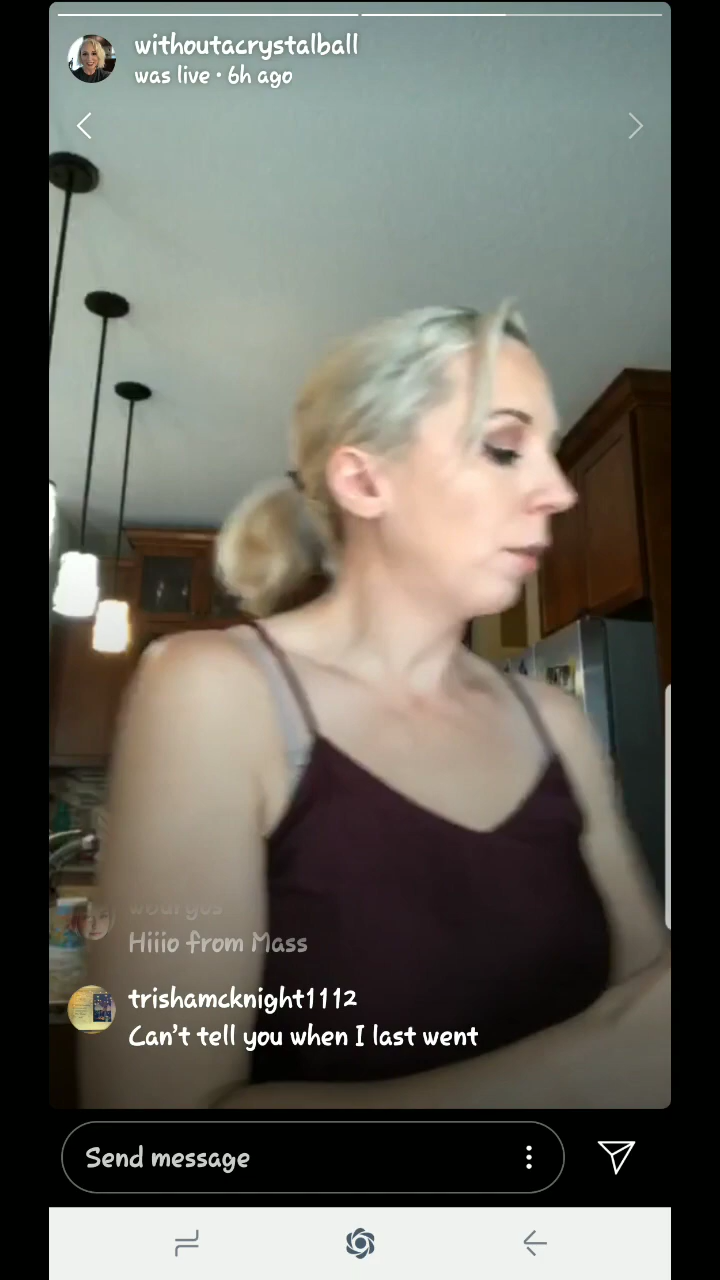 withoutacrystalball
was live • 6h ago
Hiiio from Mass
trishamcknight1112
Can't tell you when I last went
Send message